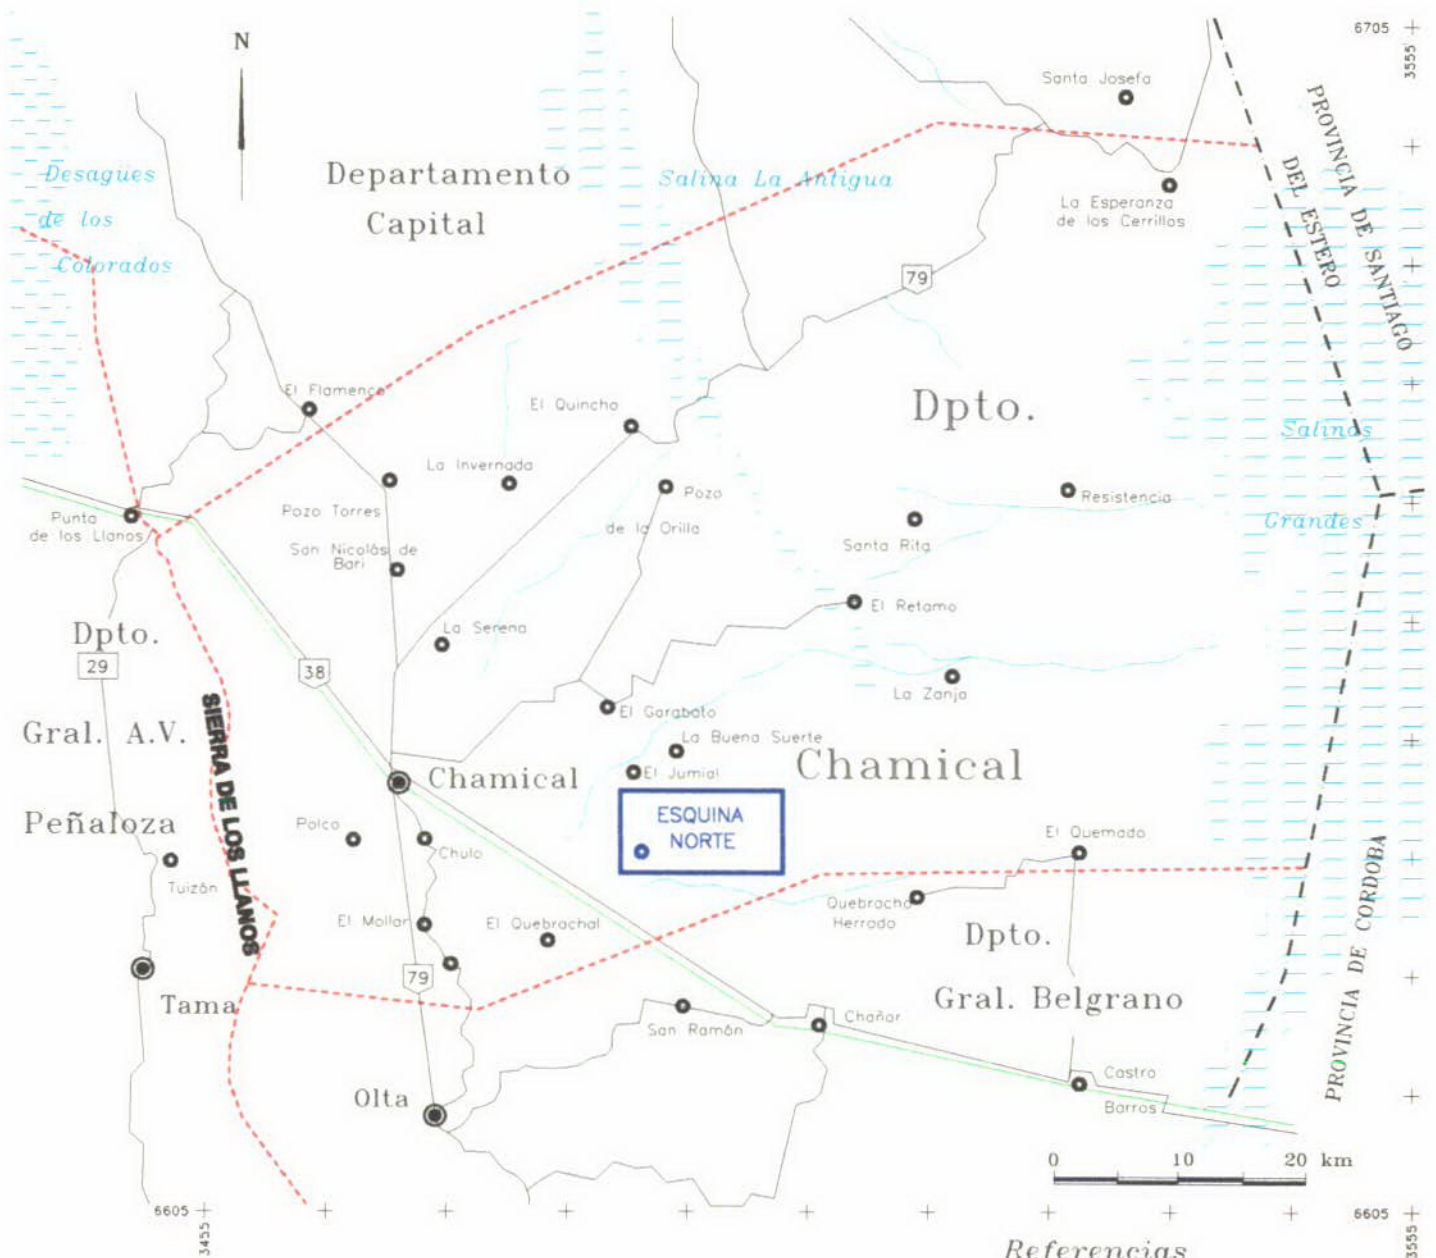 6705
3555
N
Santa Josefa
PROVINCIA DE SANTIAGO
DEL ESTERO
Desagües
de los
Colorados
Departamento
Capital
Salina La Antigua
La Esperanza
de los Cerrillos
79
El Flamenco
El Quincho
Dpto.
Salinas
Grandes
La Invernada
Pozo Torres
Pozo
de la Orilla
Resistencia
Santa Rita
Punta
de los Llanos
San Nicolás de
Bari
El Retamo
La Serena
Dpto.
29
38
La Zanja
SIERRA DE LOS LLANOS
Gral. A.V.
Peñaloza
El Garabato
La Buena Suerte
El Jumial
Chamical
Chamical
ESQUINA
NORTE
Polco
Chulo
El Quemado
Tuizón
El Mollar
El Quebrachal
Quebracho
Herrado
Dpto.
Gral. Belgrano
PROVINCIA DE CORDOBA
79
Tama
San Ramón
Chañar
Olta
Castro
Barros
0 10 20 km
6605
3455
6605
3555
Referencias